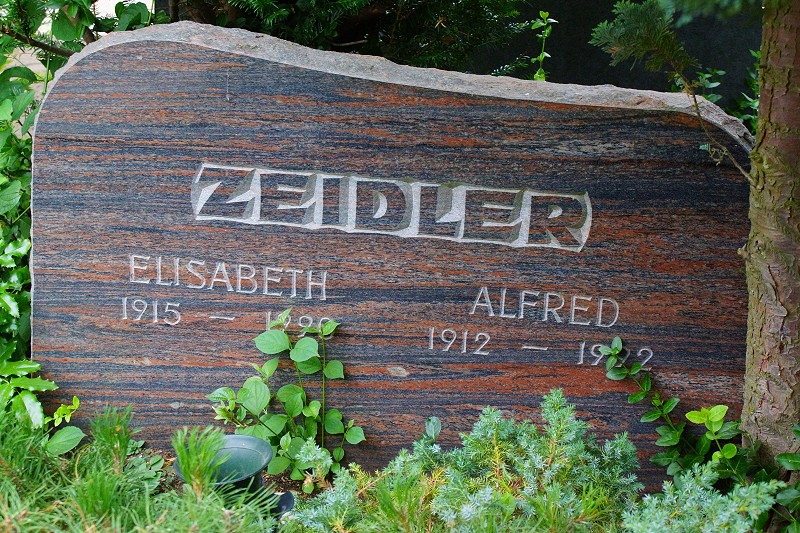 ZEIDLER
ELISABETH
1915 –
ALFRED
1912 –